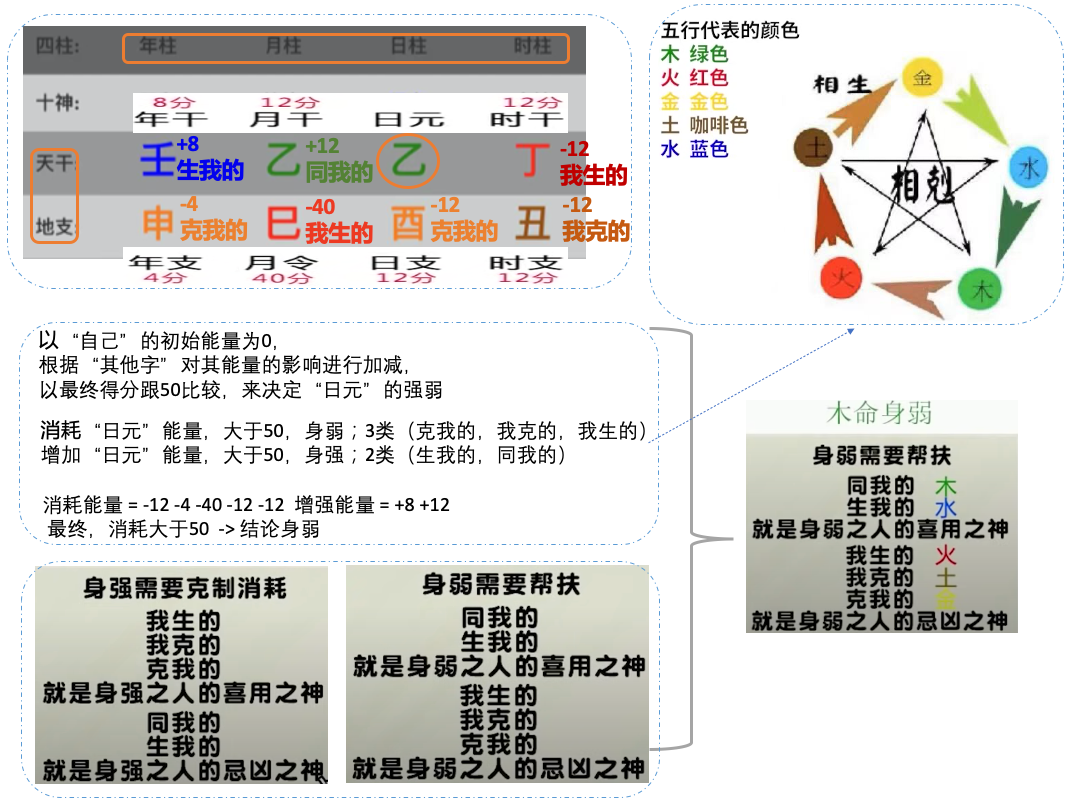 四柱: 年柱 月柱 日柱 时柱
十神: 8分 12分 12分
年干 月干 日元 时干
天干: 壬 +8 生我的 乙 +12 同我的 乙 丁 -12 我生的
地支: 申 -4 克我的 巳 -40 我生的 酉 -12 克我的 丑 -12 我克的
年支 月令 日支 时支
4分 40分 12分 12分
五行代表的颜色
木 绿色
火 红色
金 金色
土 咖啡色
水 蓝色
相生
金
土
水
相剋
火
木
以“自己”的初始能量为0，
根据“其他字”对其能量的影响进行加减，
以最终得分跟50比较，来决定“日元”的强弱
消耗“日元”能量，大于50，身弱；3类（克我的，我克的，我生的）
增加“日元”能量，大于50，身强；2类（生我的，同我的）
消耗能量 = -12 -4 -40 -12 -12 增强能量 = +8 +12
最终，消耗大于50 -> 结论身弱
身强需要克制消耗
我生的
我克的
克我的
就是身强之人的喜用之神
同我的
生我的
就是身强之人的忌凶之神
身弱需要帮扶
同我的
生我的
就是身弱之人的喜用之神
我生的
我克的
克我的
就是身弱之人的忌凶之神
木命身弱
身弱需要帮扶
同我的 木
生我的 水
就是身弱之人的喜用之神
我生的 火
我克的 土
克我的 金
就是身弱之人的忌凶之神